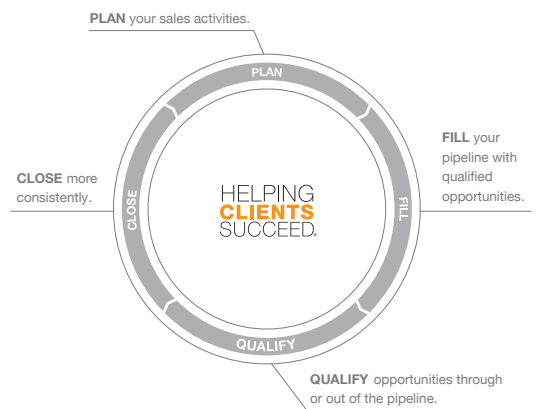 PLAN your sales activities.
PLAN
FILL your
pipeline with
qualified
opportunities.
FILL
CLOSE more
consistently.
CLOSE
HELPING
CLIENTS
SUCCEED®
QUALIFY
QUALIFY opportunities through
or out of the pipeline.